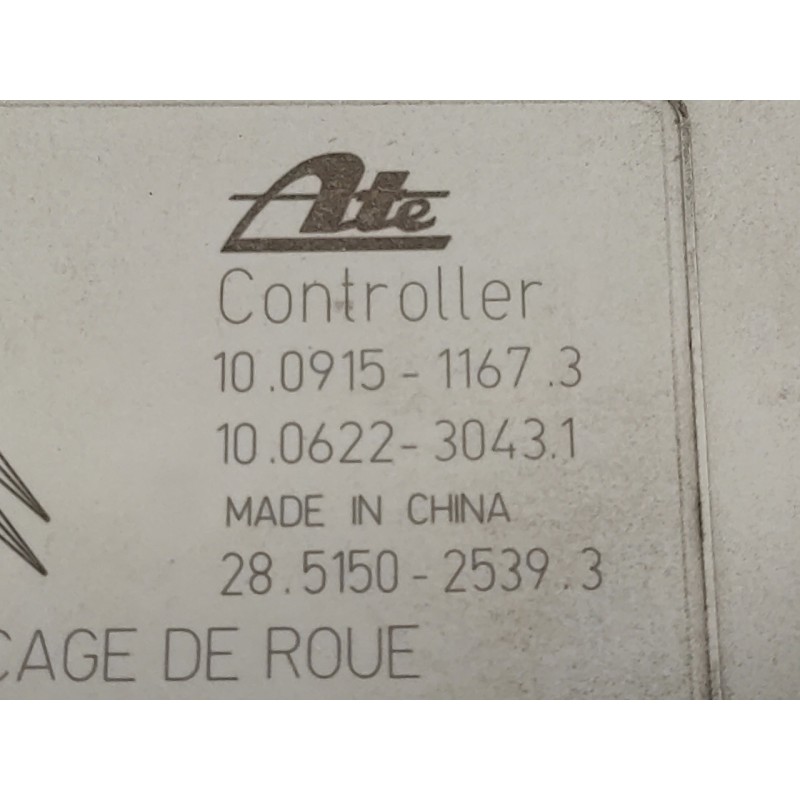 Ate
Controller
10.0915-1167.3
10.0622-3043.1
MADE IN CHINA
28.5150-2539.3
DE ROUE